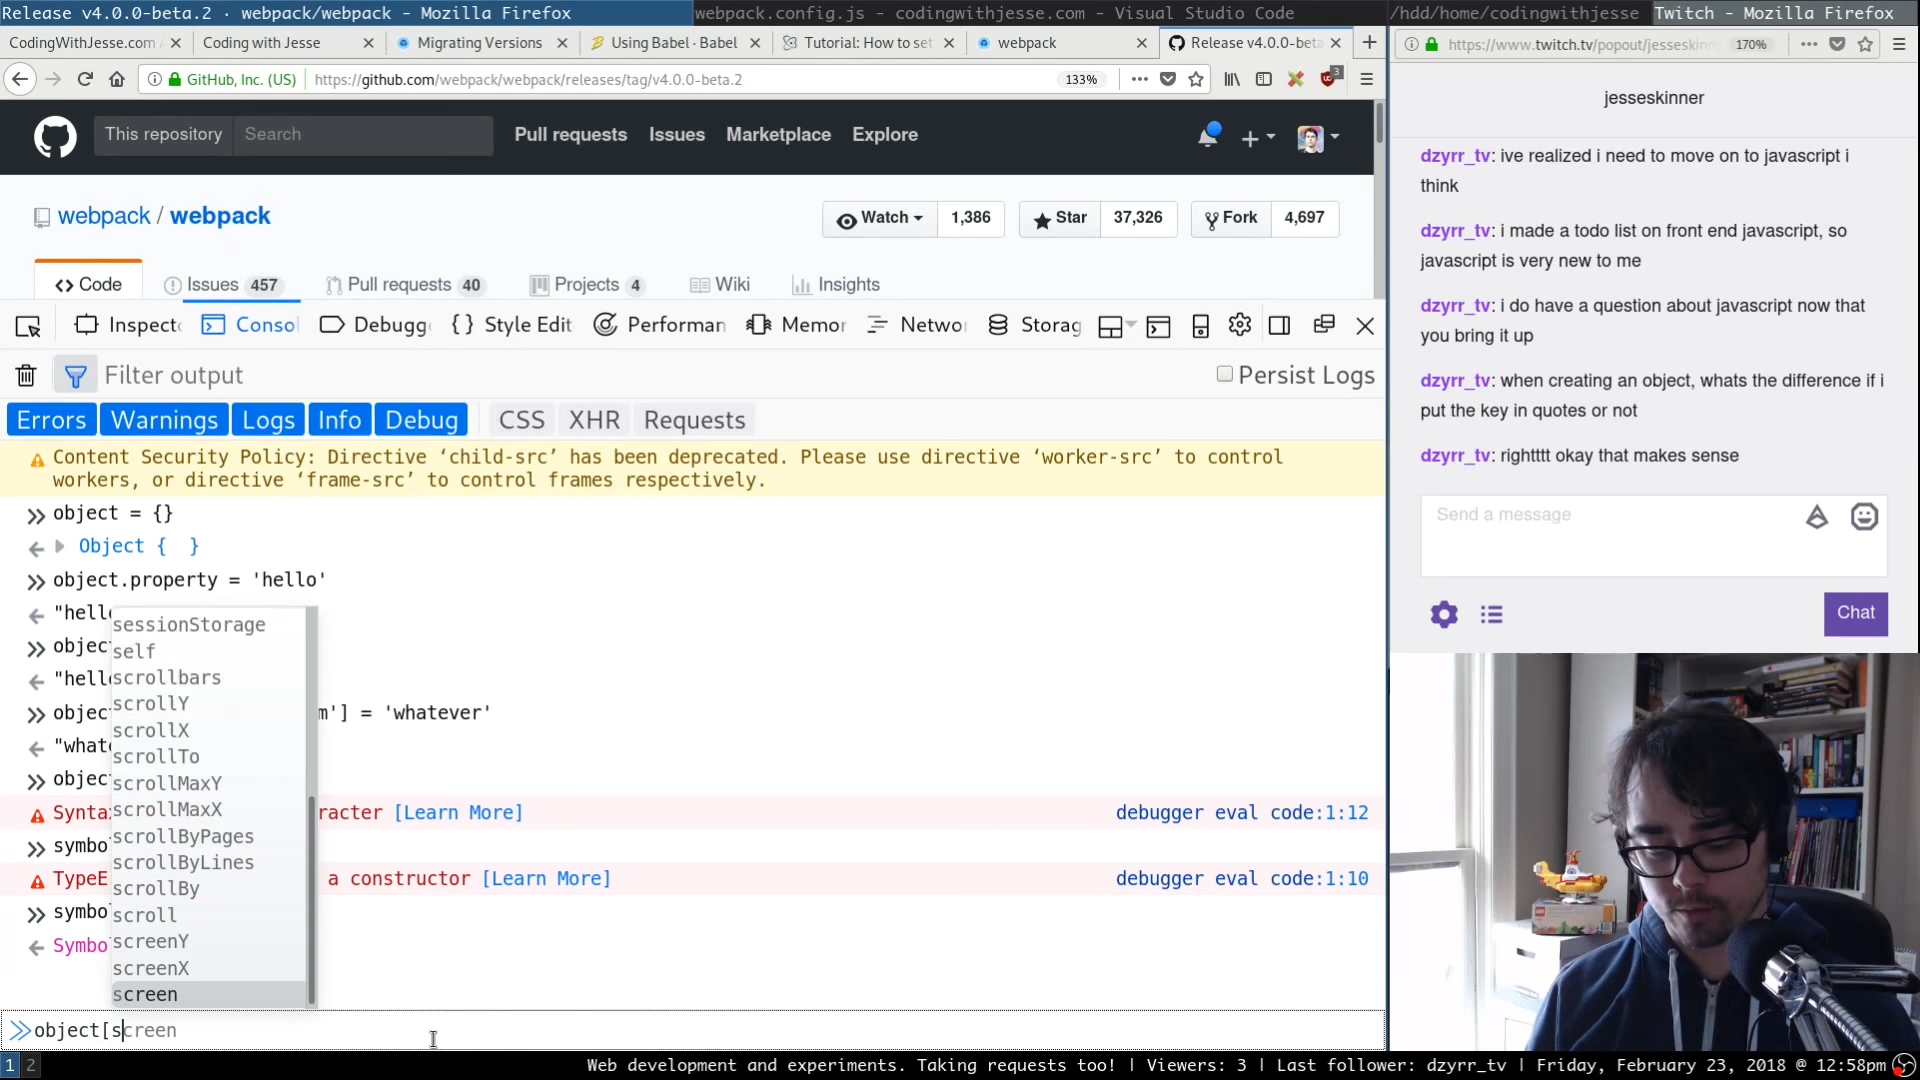 Release v4.0.0-beta.2 · webpack/webpack - Mozilla Firefox
webpack.config.js - codingwithjesse.com - Visual Studio Code
/hdd/home/codingwithjesse
Twitch - Mozilla Firefox
CodingWithJesse.com
Coding with Jesse
Migrating Versions
Using Babel · Babel
Tutorial: How to set
webpack
Release v4.0.0-beta
https://www.twitch.tv/popout/jesseskinn
170%
GitHub, Inc. (US)
https://github.com/webpack/webpack/releases/tag/v4.0.0-beta.2
133%
3
jesseskinner
This repository
Search
Pull requests
Issues
Marketplace
Explore
dzyrr_tv: ive realized i need to move on to javascript i
think
webpack / webpack
Watch
1,386
Star
37,326
Fork
4,697
dzyrr_tv: i made a todo list on front end javascript, so
javascript is very new to me
Code
Issues 457
Pull requests 40
Projects 4
Wiki
Insights
dzyrr_tv: i do have a question about javascript now that
you bring it up
Inspect
Consol
Debugg
{ } Style Edit
Performan
Memor
Netwo
Storag
dzyrr_tv: when creating an object, whats the difference if i
put the key in quotes or not
Filter output
Persist Logs
Errors
Warnings
Logs
Info
Debug
CSS
XHR
Requests
dzyrr_tv: rightttt okay that makes sense
Content Security Policy: Directive ‘child-src’ has been deprecated. Please use directive ‘worker-src’ to control
workers, or directive ‘frame-src’ to control frames respectively.
Send a message
Chat
object = {}
Object { }
object.property = 'hello'
"hello
objec
"hello
objec
m'] = 'whatever'
"whate
objec
Synta
racter [Learn More]
debugger eval code:1:12
symbo
TypeE
a constructor [Learn More]
debugger eval code:1:10
symbo
Symbo
sessionStorage
self
scrollbars
scrollY
scrollX
scrollTo
scrollMaxY
scrollMaxX
scrollByPages
scrollByLines
scrollBy
scroll
screenY
screenX
screen
object[screen
1 2
Web development and experiments. Taking requests too! | Viewers: 3 | Last follower: dzyrr_tv | Friday, February 23, 2018 @ 12:58pm